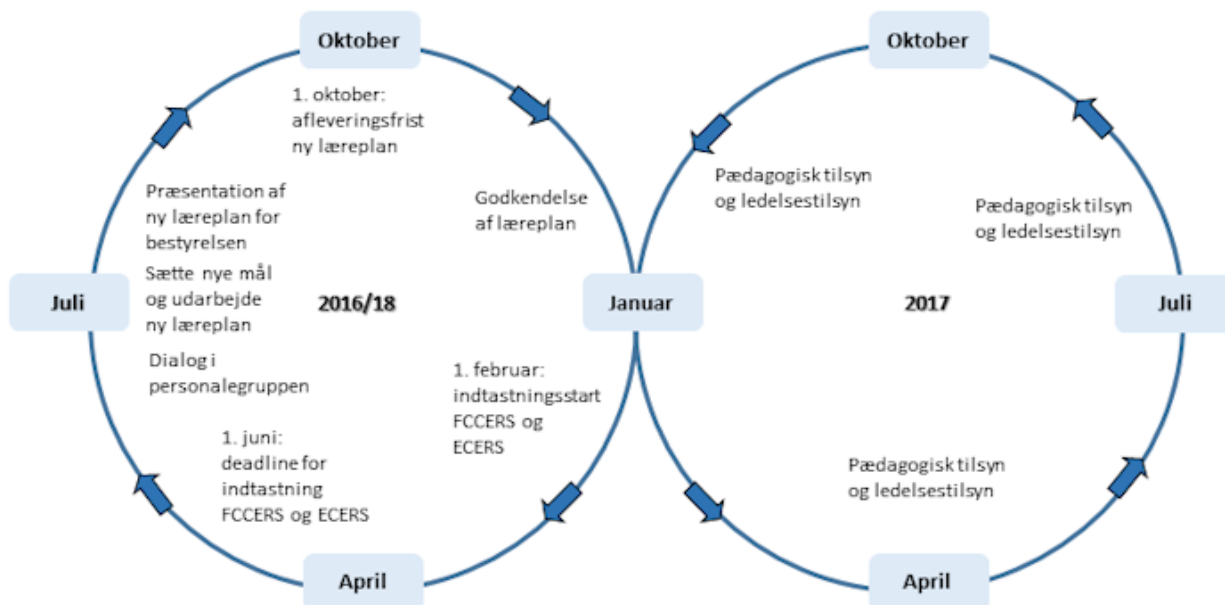 Oktober
1. oktober:
afleveringsfrist
ny læreplan
Godkendelse
af læreplan
Præsentation af
ny læreplan for
bestyrelsen
Sætte nye mål
og udarbejde
ny læreplan
Juli
2016/18
Januar
Dialog i
personalegruppen
1. februar:
indtastningsstart
FCCERS og
ECERS
1. juni:
deadline for
indtastning
FCCERS og ECERS
April
Oktober
Pædagogisk tilsyn
og ledelsestilsyn
Pædagogisk tilsyn
og ledelsestilsyn
2017
Juli
Pædagogisk tilsyn
og ledelsestilsyn
April